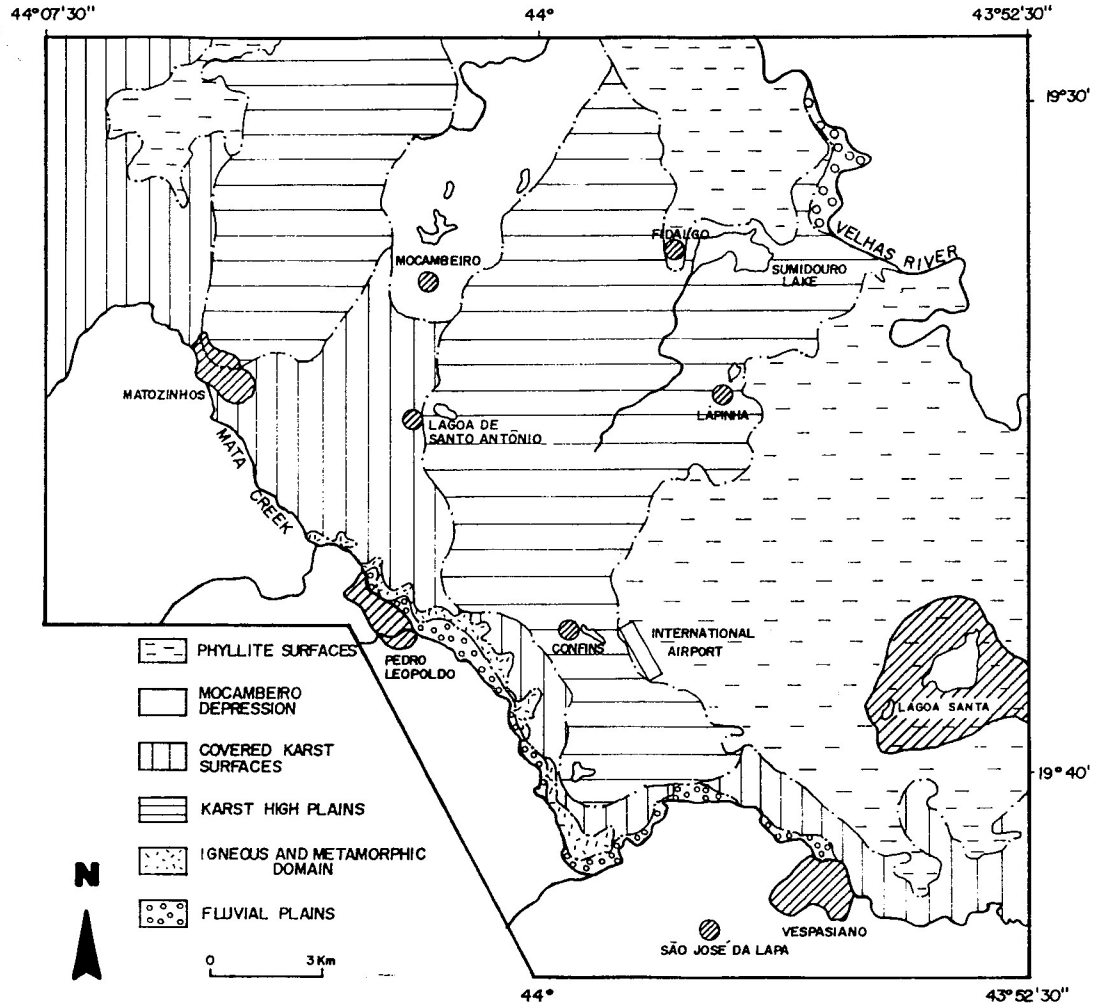 44°07'30"
44°
43°52'30"
19°30'
FIDALGO
VELHAS RIVER
MOCAMBEIRO
SUMIDOURO
LAKE
MATOZINHOS
LAPINHA
LAGOA DE
SANTO ANTÔNIO
MATA
CREEK
CONFINS
INTERNATIONAL
AIRPORT
PEDRO
LEOPOLDO
LAGOA SANTA
19°40'
PHYLLITE SURFACES
MOCAMBEIRO
DEPRESSION
COVERED KARST
SURFACES
KARST HIGH PLAINS
IGNEOUS AND METAMORPHIC
DOMAIN
FLUVIAL PLAINS
N
0 3 Km
VESPASIANO
SÃO JOSÉ DA LAPA
44°
43°52'30"